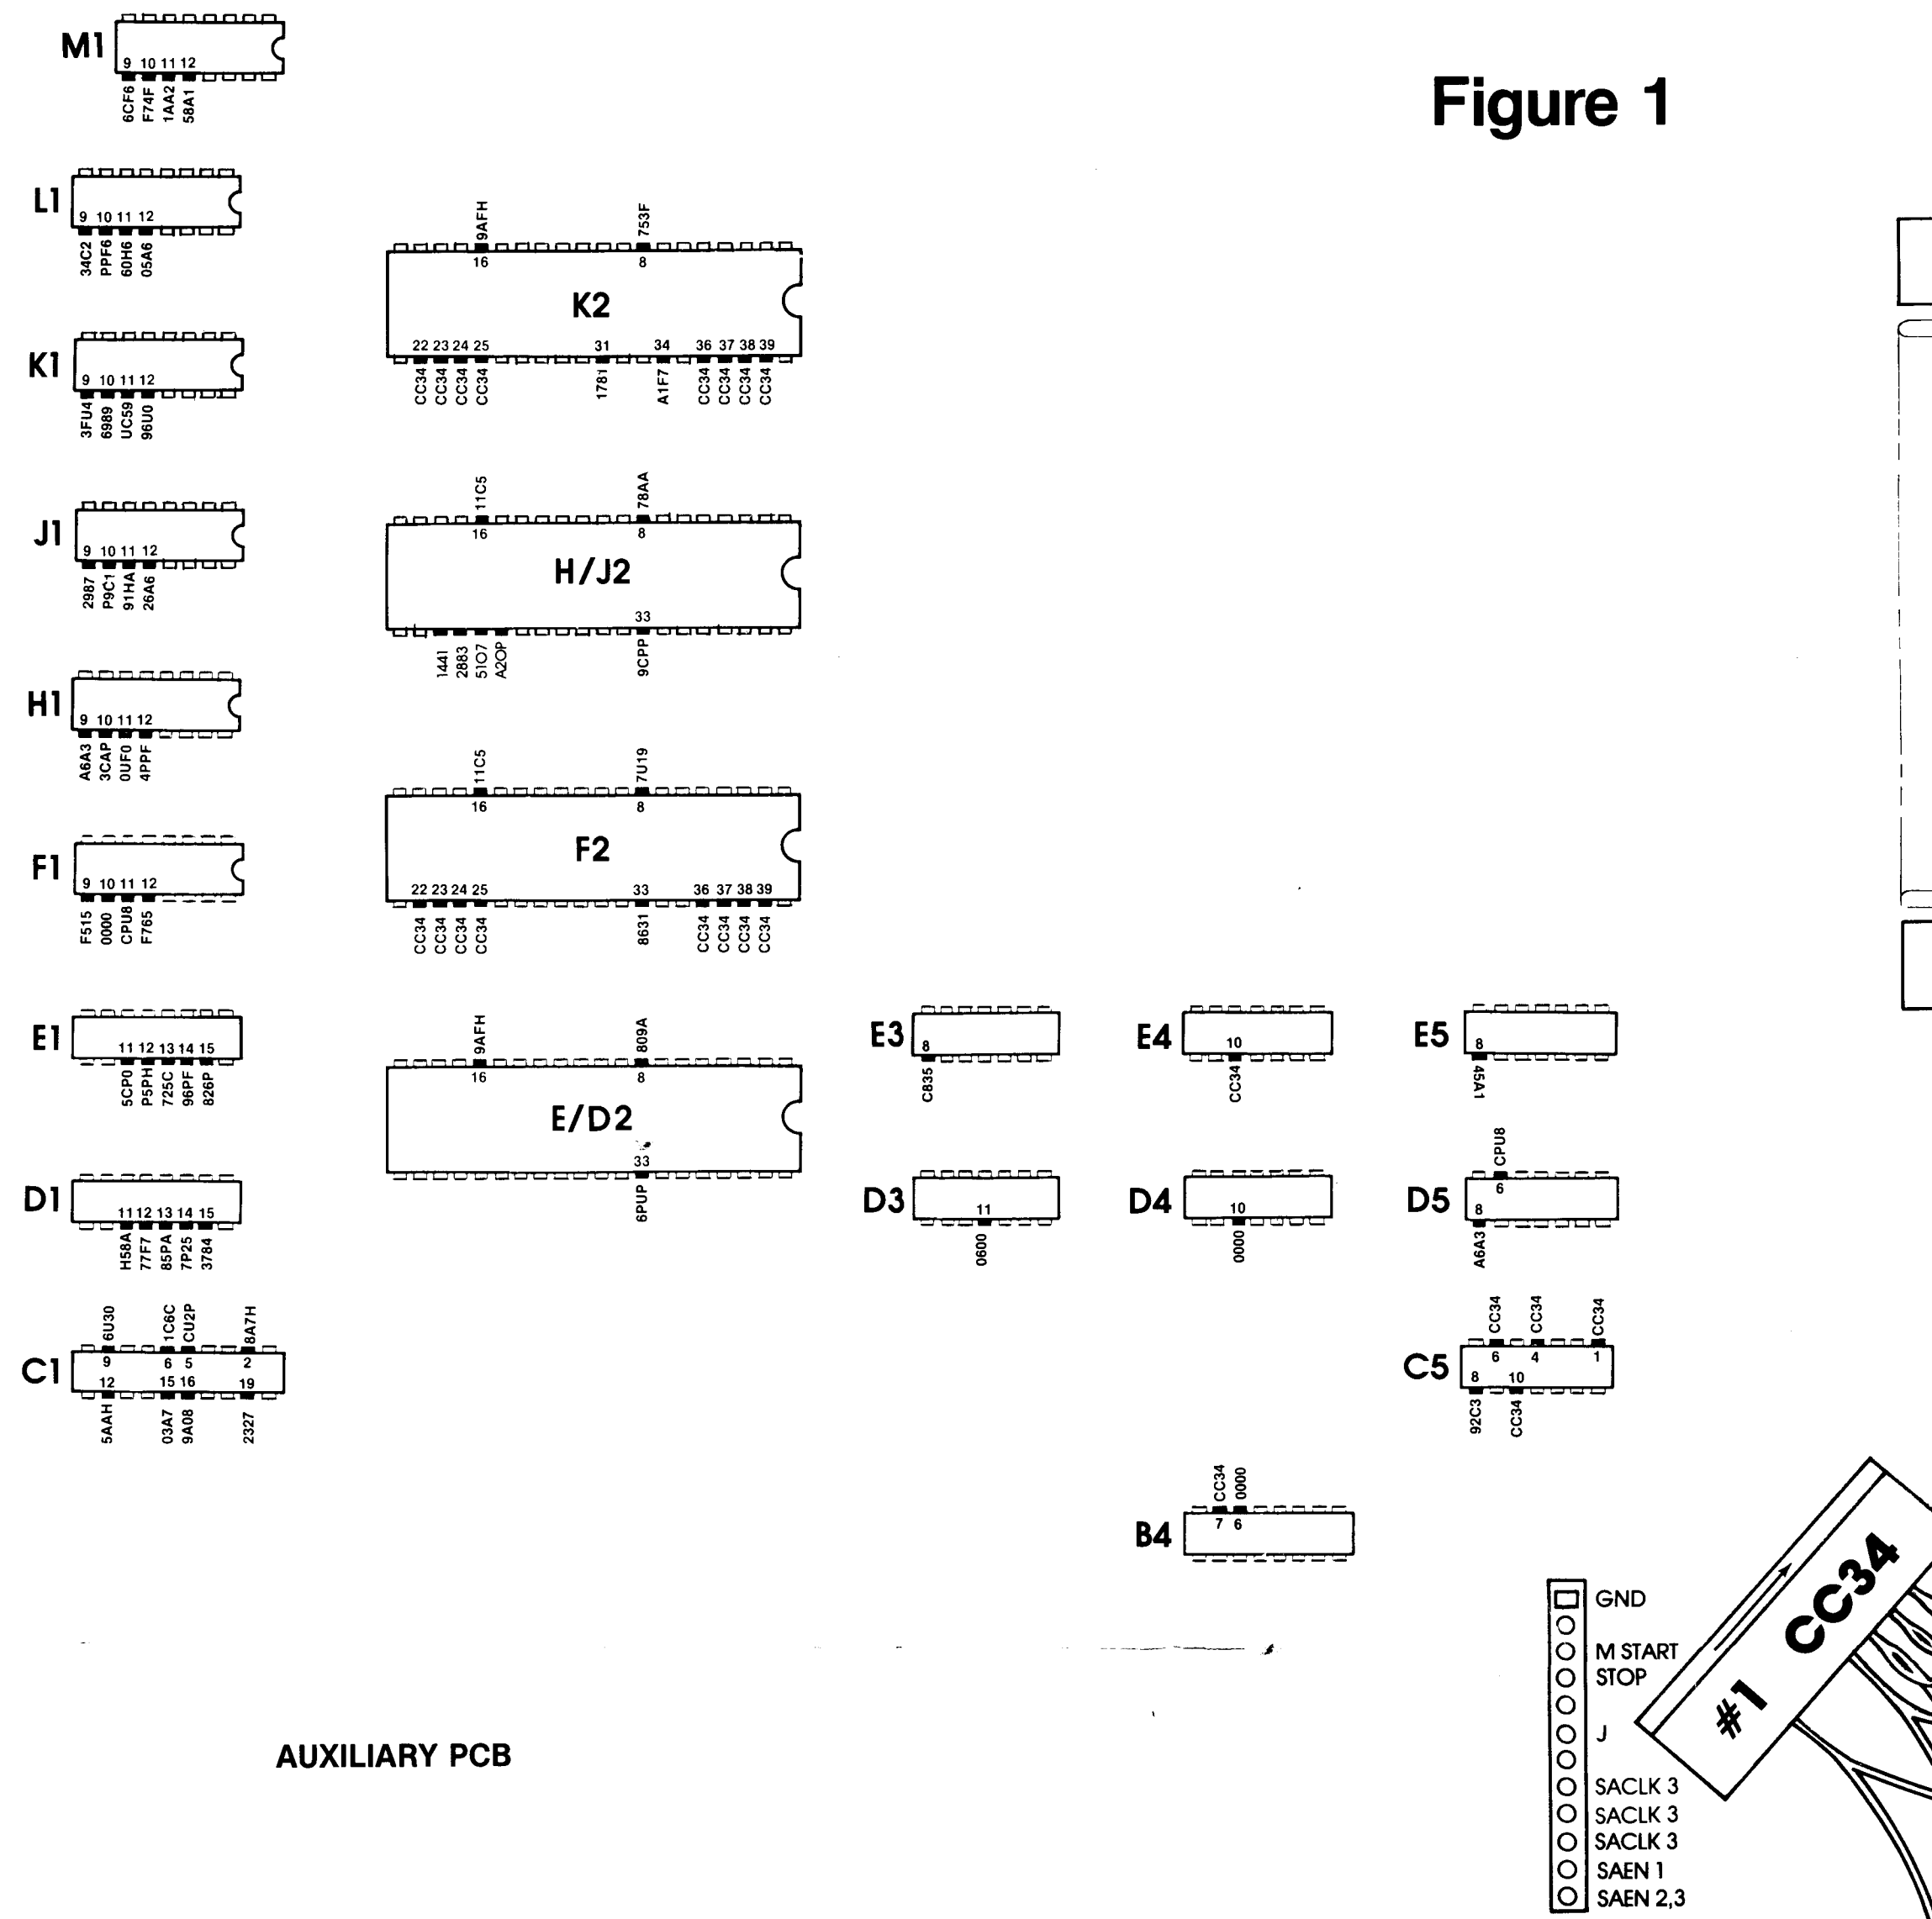 Figure 1
M1
9 10 11 12
6CF6 F74F 1AA2 58A1
L1
9 10 11 12
34C2 PPF6 60H6 05A6
K1
9 10 11 12
3FU4 6989 UC59 96U0
J1
9 10 11 12
2987 P9C1 91HA 26A6
H1
9 10 11 12
A6A3 3CAP 0UF0 4PPF
F1
9 10 11 12
F515 0000 CPU8 F765
E1
11 12 13 14 15
5CP0 P5PH 725C 96PF 826P
D1
11 12 13 14 15
H58A 77F7 85PA 7P25 3784
6U30 1C6C CU2P 8A7H
9 6 5 2
C1
12 15 16 19
5AAH 03A7 9A08 2327
9AFH 753F
16 8
K2
22 23 24 25 31 34 36 37 38 39
CC34 CC34 CC34 CC34 1781 A1F7 CC34 CC34 CC34 CC34
11C5 78AA
16 8
H/J2
33
1441 2883 5107 A2OP 9CPP
11C5 7U19
16 8
F2
22 23 24 25 33 36 37 38 39
CC34 CC34 CC34 CC34 8631 CC34 CC34 CC34 CC34
9AFH 809A
16 8
E/D2
33
6PUP
E3
8
C835
E4
10
CC34
E5
8
45A1
D3
11
0600
D4
10
0000
CPU8
6
D5
8
A6A3
CC34 CC34 CC34
6 4 1
C5
8 10
92C3 CC34
CC34 0000
7 6
B4
GND
M START
STOP
J
SACLK 3
SACLK 3
SACLK 3
SAEN 1
SAEN 2,3
#1 CC34
AUXILIARY PCB